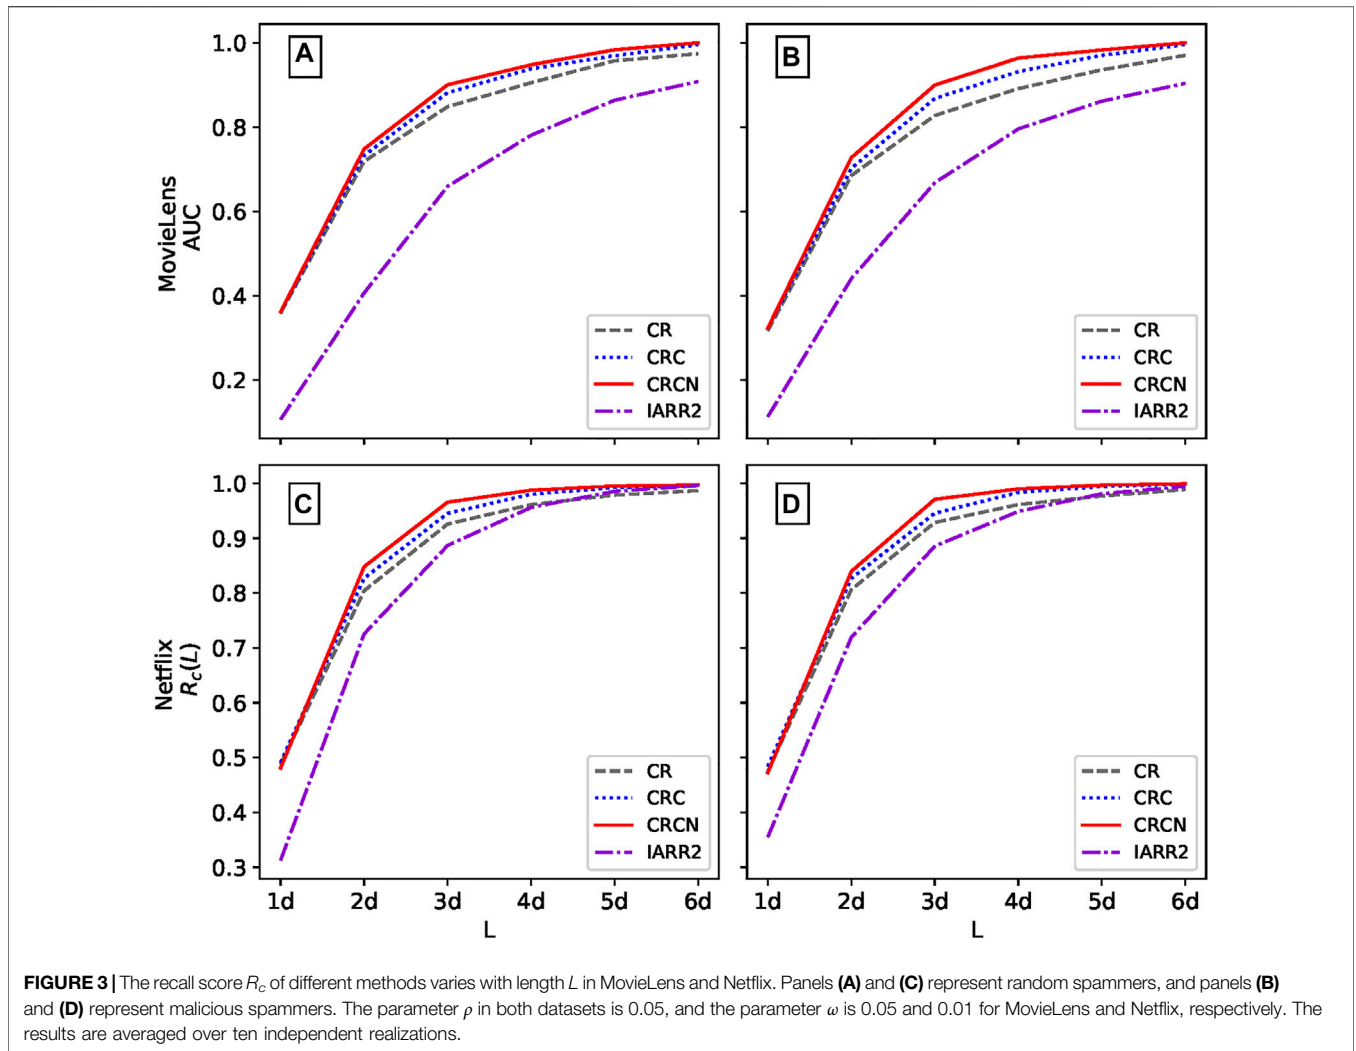 A
B
1.0
0.8
0.6
0.4
0.2
MovieLens
AUC
CR
CRC
CRCN
IARR2
CR
CRC
CRCN
IARR2
C
D
1.0
0.9
0.8
0.7
0.6
0.5
0.4
0.3
Netflix
R_c(L)
CR
CRC
CRCN
IARR2
CR
CRC
CRCN
IARR2
1d 2d 3d 4d 5d 6d
1d 2d 3d 4d 5d 6d
L
L
FIGURE 3 | The recall score R_c of different methods varies with length L in MovieLens and Netflix. Panels (A) and (C) represent random spammers, and panels (B)
and (D) represent malicious spammers. The parameter ρ in both datasets is 0.05, and the parameter ω is 0.05 and 0.01 for MovieLens and Netflix, respectively. The
results are averaged over ten independent realizations.